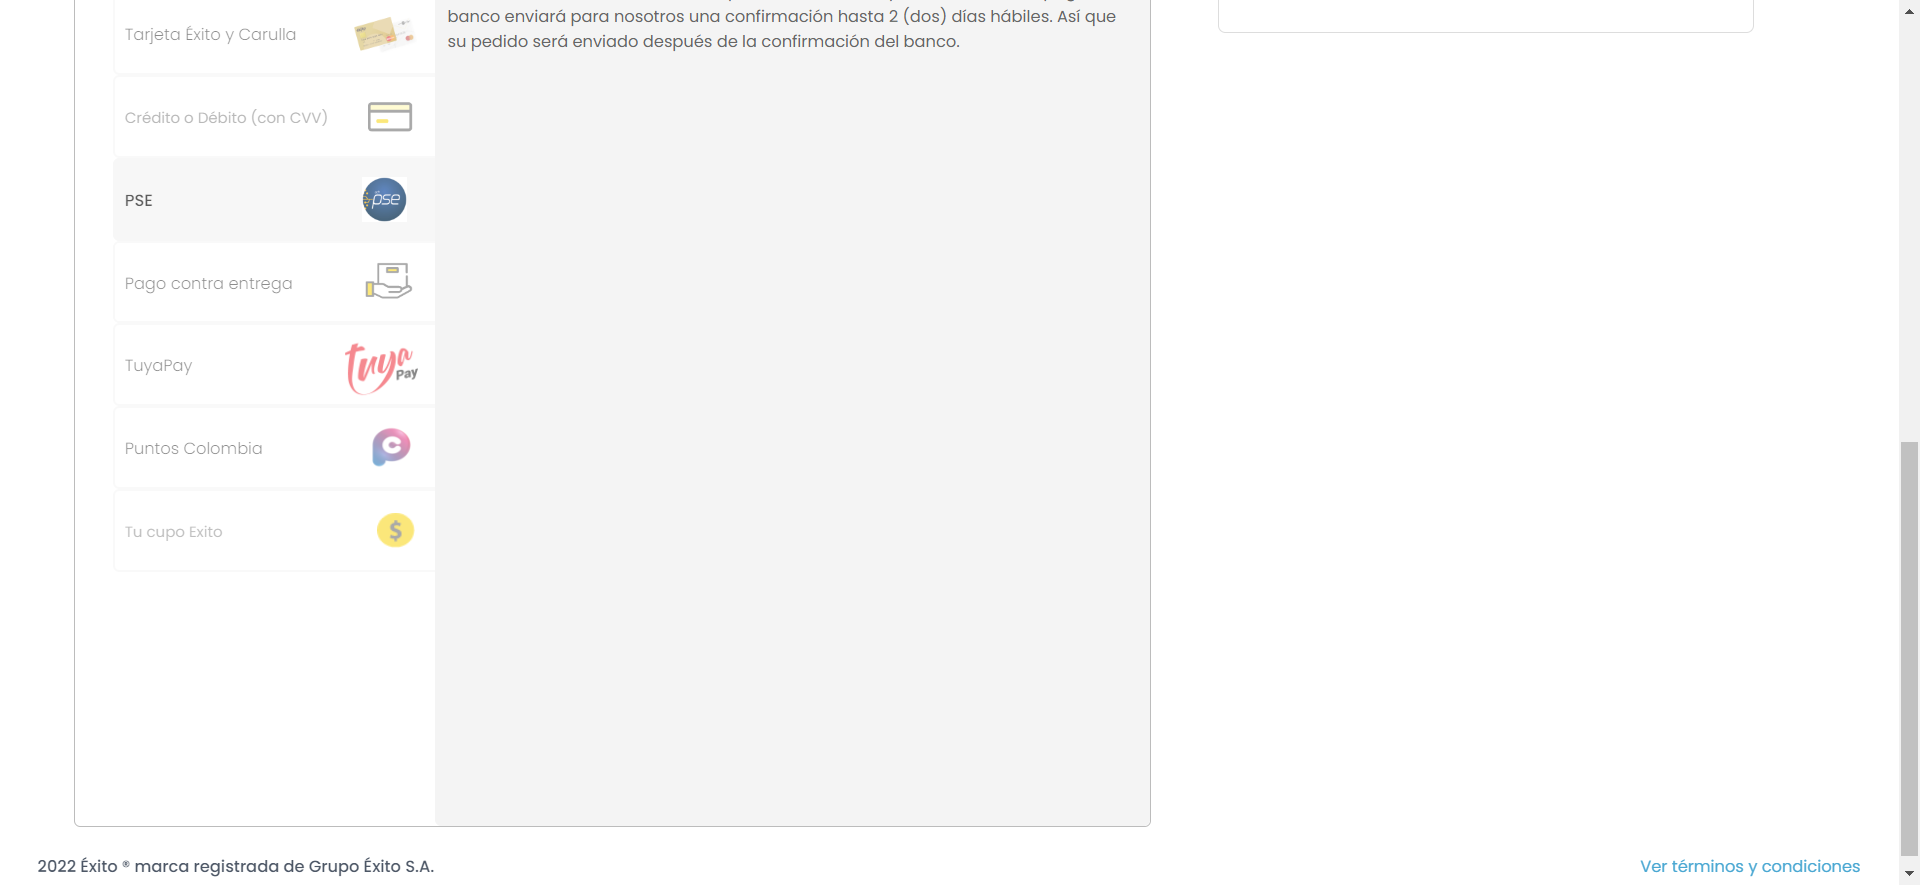 Tarjeta Éxito y Carulla
Crédito o Débito (con CVV)
PSE
pse
Pago contra entrega
TuyaPay
tuya
Pay
Puntos Colombia
Tu cupo Exito
$
banco enviará para nosotros una confirmación hasta 2 (dos) días hábiles. Así que
su pedido será enviado después de la confirmación del banco.
2022 Éxito ® marca registrada de Grupo Éxito S.A.
Ver términos y condiciones